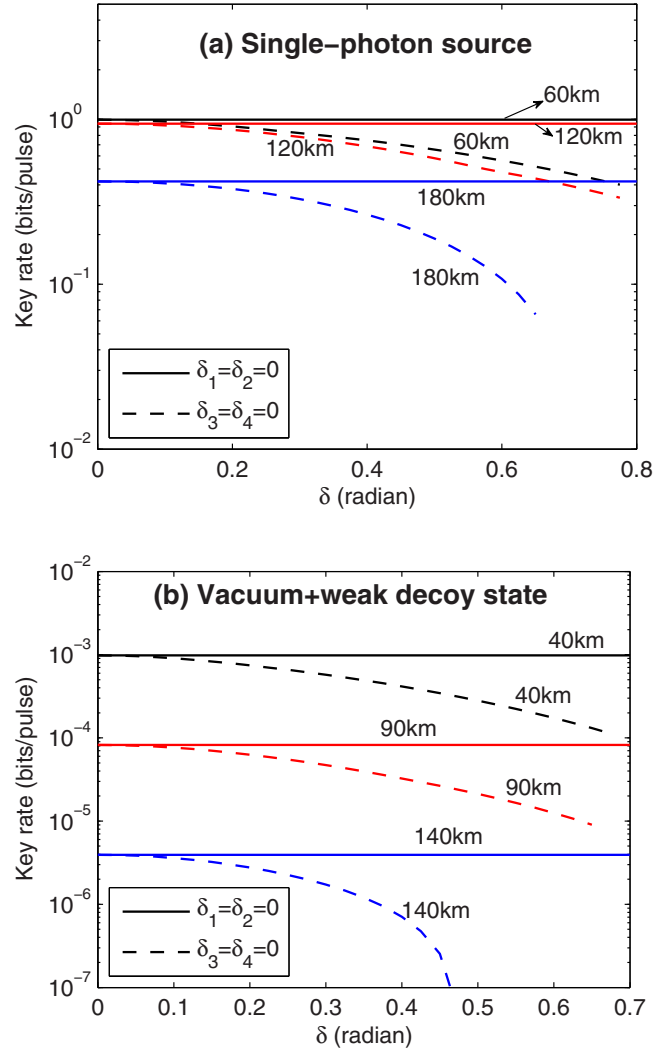 (a) Single−photon source
Key rate (bits/pulse)
10⁰
10⁻¹
10⁻²
60km
120km
120km
60km
180km
180km
δ₁=δ₂=0
δ₃=δ₄=0
0 0.2 0.4 0.6 0.8
δ (radian)
(b) Vacuum+weak decoy state
Key rate (bits/pulse)
10⁻²
10⁻³
10⁻⁴
10⁻⁵
10⁻⁶
10⁻⁷
40km
40km
90km
90km
140km
140km
δ₁=δ₂=0
δ₃=δ₄=0
0 0.1 0.2 0.3 0.4 0.5 0.6 0.7
δ (radian)